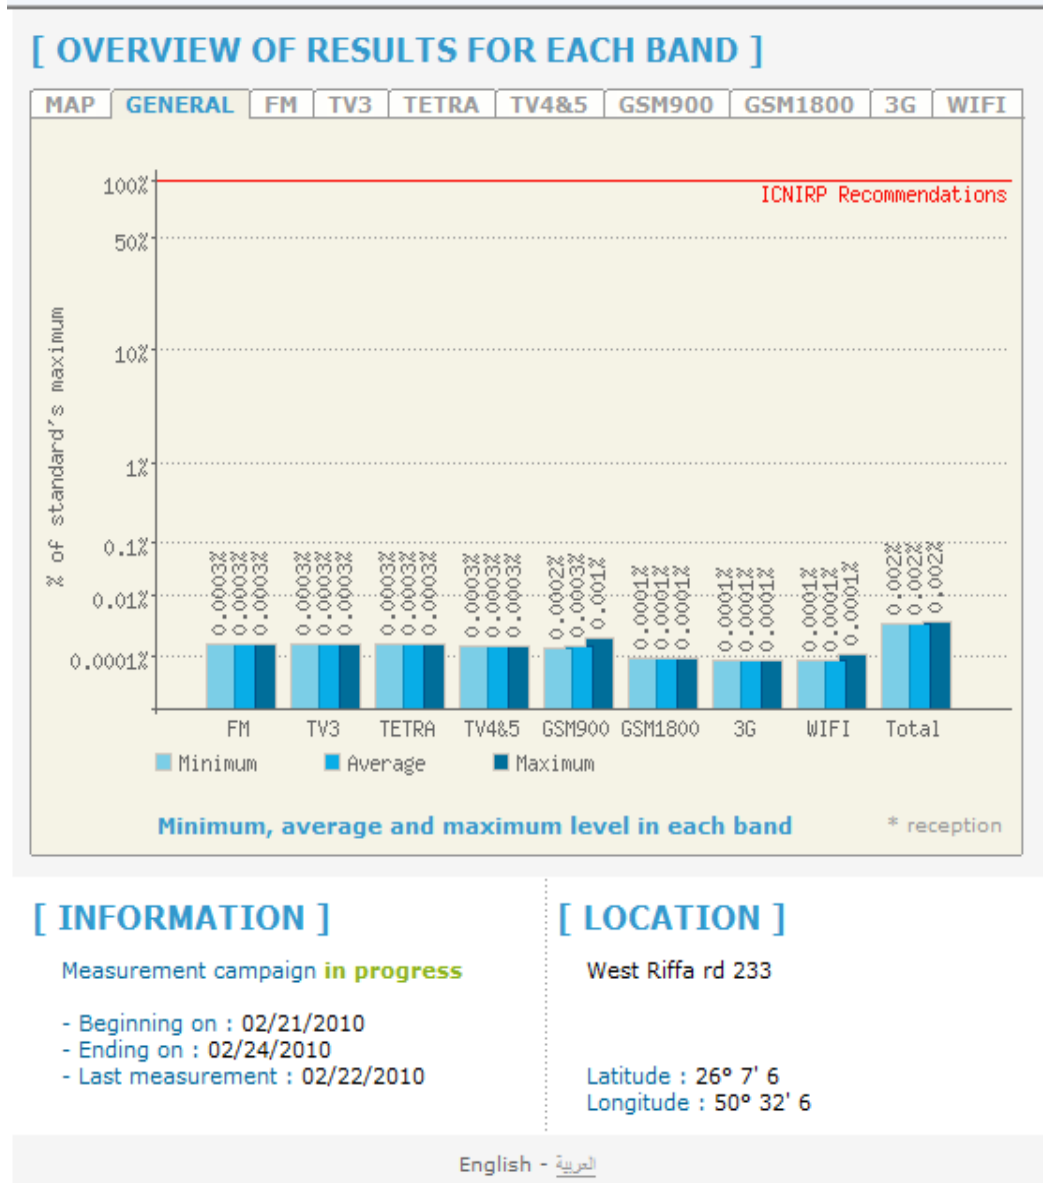 [ OVERVIEW OF RESULTS FOR EACH BAND ]
MAP GENERAL FM TV3 TETRA TV4&5 GSM900 GSM1800 3G WIFI
100%
ICNIRP Recommendations
50%
10%
1%
0.1%
0.01%
0.0001%
% of standard's maximum
0.0003% 0.0003% 0.0003%
0.0003% 0.0003% 0.0003%
0.0003% 0.0003% 0.0003%
0.0003% 0.0003% 0.0003%
0.0002% 0.0003% 0.001%
0.0001% 0.0001% 0.0001%
0.0001% 0.0001% 0.0001%
0.0001% 0.0001% 0.0001%
0.002% 0.002% 0.002%
FM TV3 TETRA TV4&5 GSM900 GSM1800 3G WIFI Total
Minimum Average Maximum
Minimum, average and maximum level in each band * reception
[ INFORMATION ]
Measurement campaign in progress
- Beginning on : 02/21/2010
- Ending on : 02/24/2010
- Last measurement : 02/22/2010
[ LOCATION ]
West Riffa rd 233
Latitude : 26º 7' 6
Longitude : 50º 32' 6
English - العربية